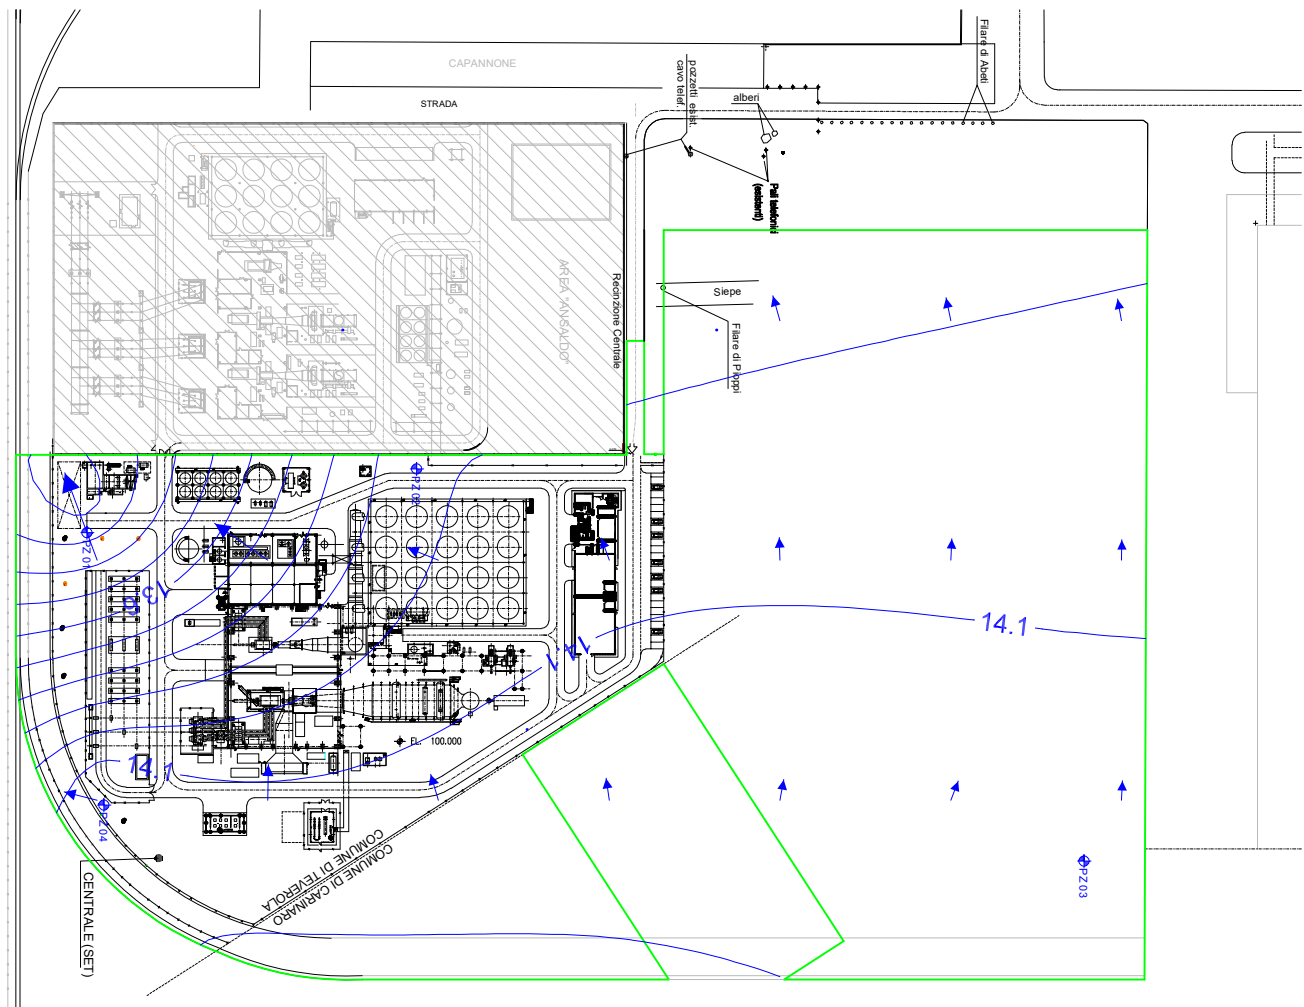 CAPANNONE
STRADA
pozzetti esist.
cavo telef.
alberi
Filare di Abeti
Pali telefonici
(esistenti)
AREA "ANSALDO"
Recinzione Centrale
Siepe
Filare di Pioppi
PZ 02
PZ 01
13.6
14.1
14.1
14.1
EL. 100.000
PZ 04
PZ 03
COMUNE DI TEVEROLA
COMUNE DI CARINARO
CENTRALE (SET)